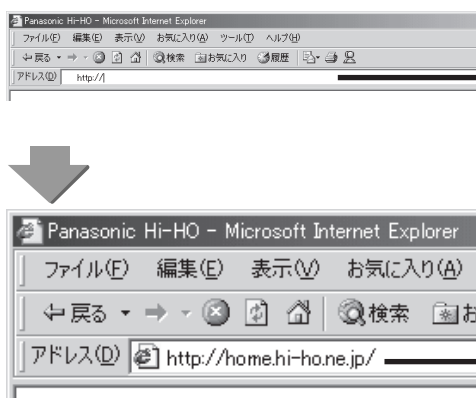 Panasonic Hi-HO - Microsoft Internet Explorer
ファイル(F) 編集(E) 表示(V) お気に入り(A) ツール(T) ヘルプ(H)
戻る 検索 お気に入り 履歴
アドレス(D) http://
Panasonic Hi-HO - Microsoft Internet Explorer
ファイル(F) 編集(E) 表示(V) お気に入り(A)
戻る 検索 お
アドレス(D) http://home.hi-ho.ne.jp/